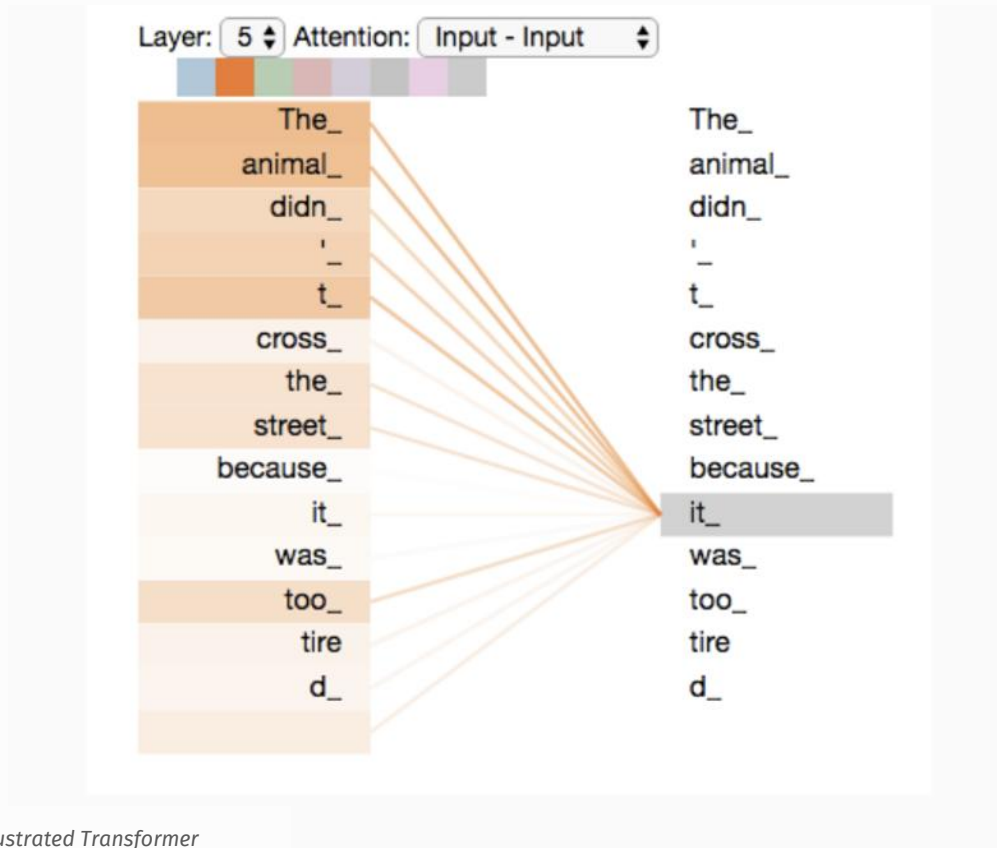 Layer: 5 Attention: Input - Input
The_ The_
animal_ animal_
didn_ didn_
'_ '_
t_ t_
cross_ cross_
the_ the_
street_ street_
because_ because_
it_ it_
was_ was_
too_ too_
tire tire
d_ d_
ustrated Transformer